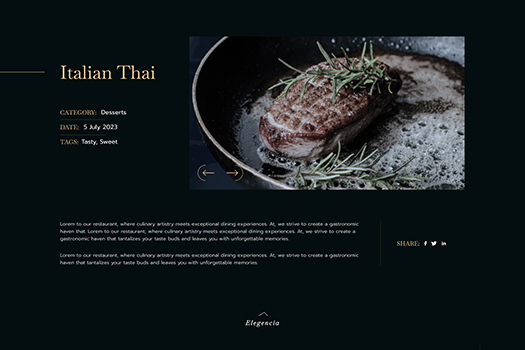 Italian Thai
CATEGORY: Desserts
DATE: 5 July 2023
TAGS: Tasty, Sweet
Lorem to our restaurant, where culinary artistry meets exceptional dining experiences. At, we strive to create a gastronomic
haven that Lorem to our restaurant, where culinary artistry meets exceptional dining experiences. At, we strive to create a
gastronomic haven that tantalizes your taste buds and leaves you with unforgettable memories.
Lorem to our restaurant, where culinary artistry meets exceptional dining experiences. At, we strive to create a gastronomic
haven that tantalizes your taste buds and leaves you with unforgettable memories.
SHARE:
Elegencia